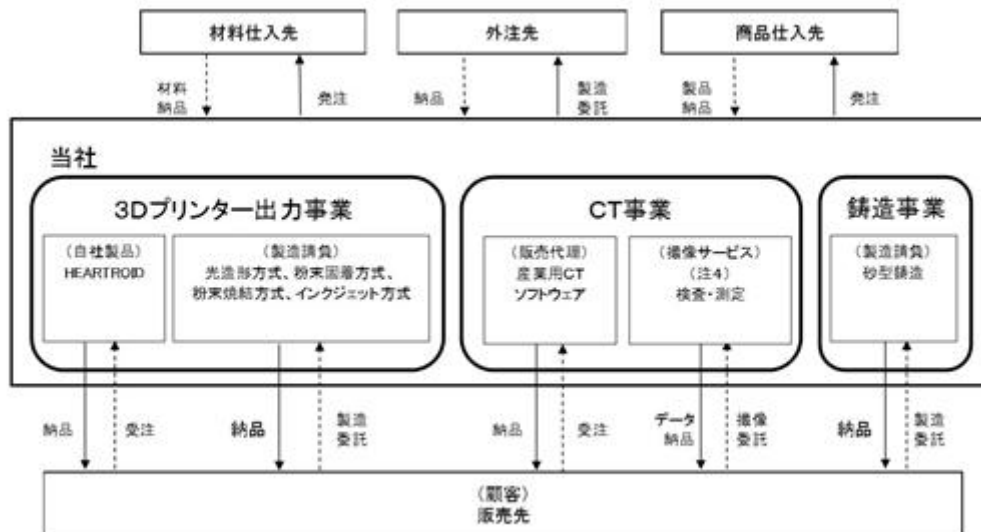 材料仕入先
外注先
商品仕入先
材料
納品
発注
納品
製造
委託
製品
納品
発注
当社
3Dプリンター出力事業
(自社製品)
HEARTROID
(製造請負)
光造形方式、粉末固着方式、
粉末焼結方式、インクジェット方式
CT事業
(販売代理)
産業用CT
ソフトウェア
(撮像サービス)
(注4)
検査・測定
鋳造事業
(製造請負)
砂型鋳造
納品
受注
納品
製造
委託
納品
受注
データ
納品
撮像
委託
納品
製造
委託
(顧客)
販売先